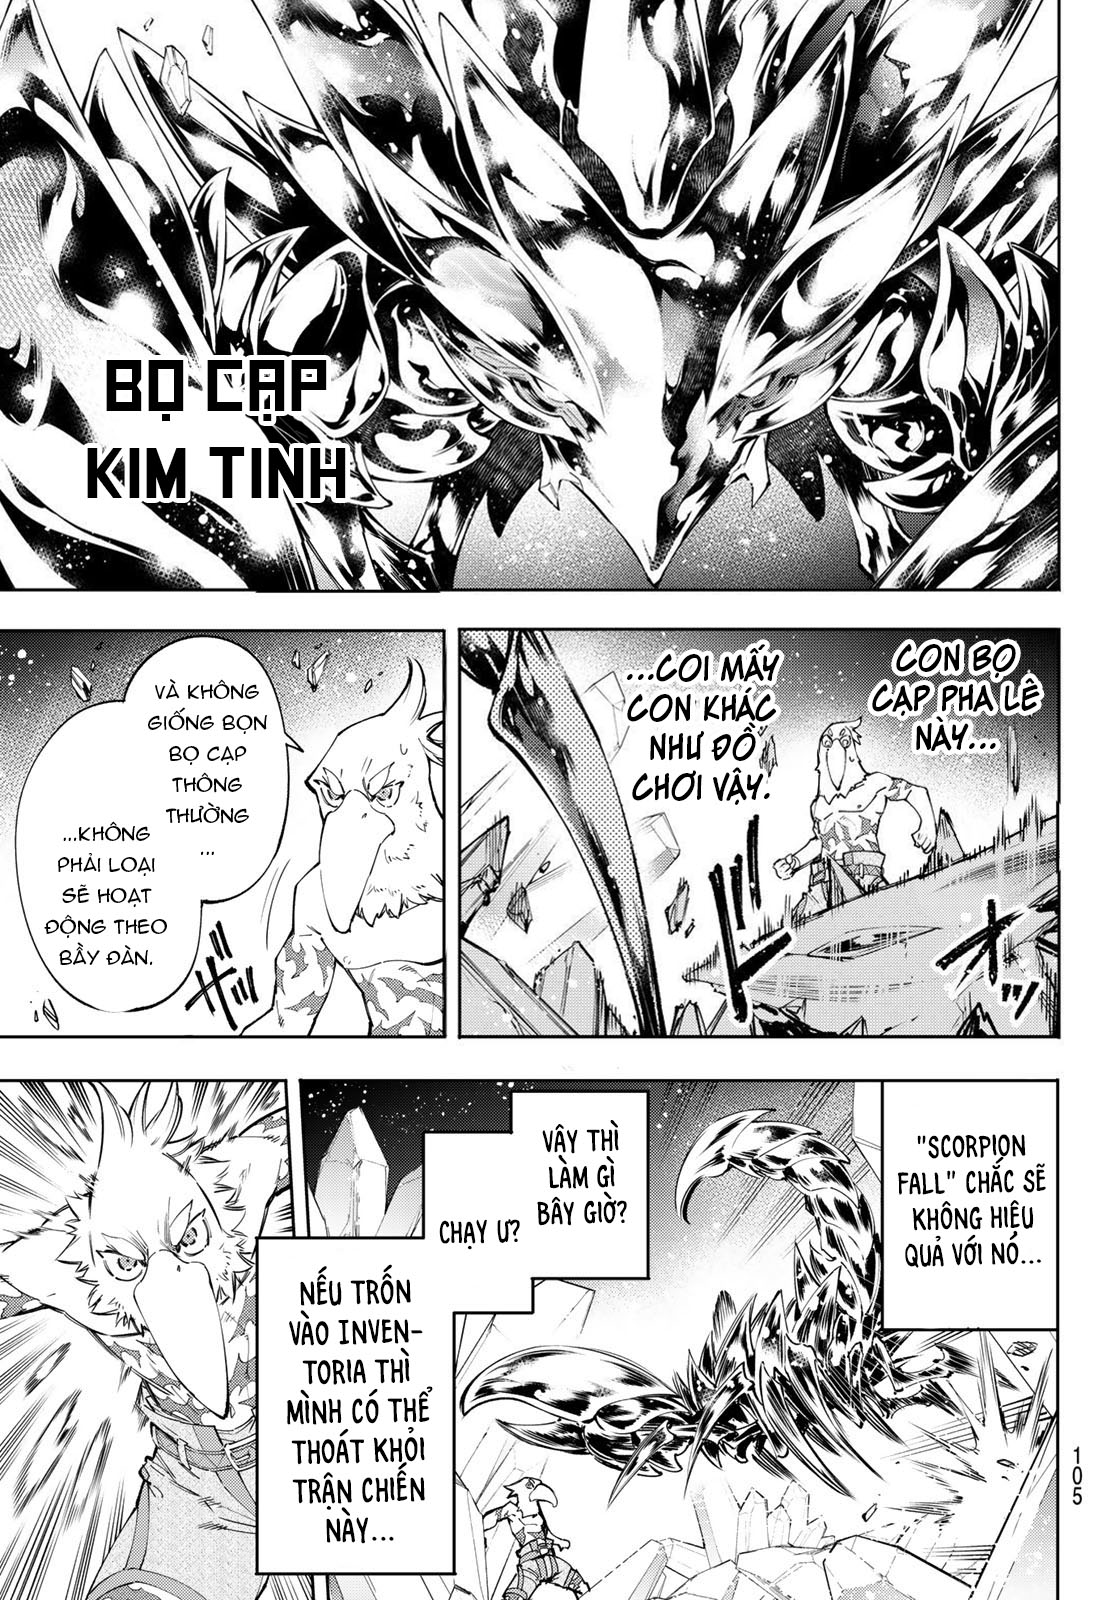 BỌ CẠP
KIM TINH
CON BỌ
CẠP PHA LÊ
NÀY...
...COI MẤY
CON KHÁC
NHƯ ĐỒ
CHƠI VẬY.
ドド
VÀ KHÔNG
GIỐNG BỌN
BỌ CẠP
THÔNG
THƯỜNG
...
...KHÔNG
PHẢI LOẠI
SẼ HOẠT
ĐỘNG THEO
BẦY ĐÀN.
"SCORPION
FALL" CHẮC SẼ
KHÔNG HIỆU
QUẢ VỚI NÓ...
VẬY THÌ
LÀM GÌ
BÂY GIỜ?
CHẠY Ư?
NẾU TRỐN
VÀO INVEN-
TORIA THÌ
MÌNH CÓ THỂ
THOÁT KHỎI
TRẬN CHIẾN
NÀY...
105